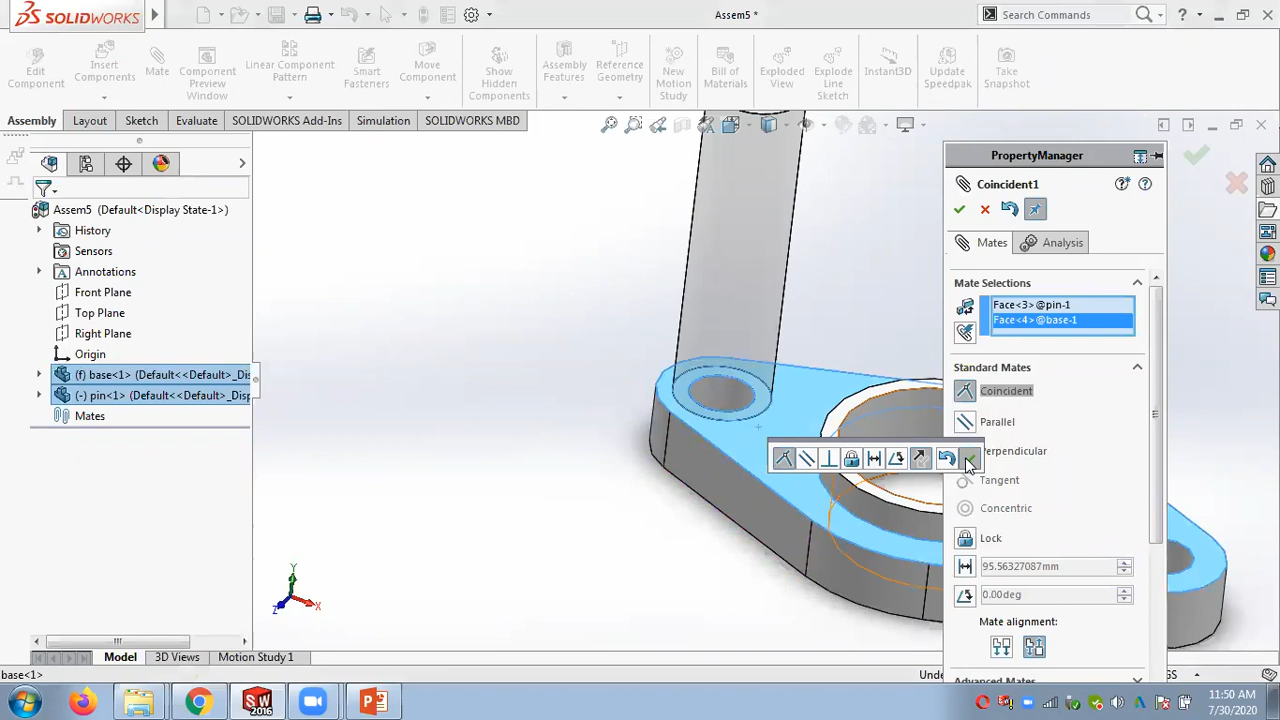 SOLIDWORKS
Assem5 *
Search Commands
Edit Component
Insert Components
Mate
Component Preview Window
Linear Component Pattern
Smart Fasteners
Move Component
Show Hidden Components
Assembly Features
Reference Geometry
New Motion Study
Bill of Materials
Exploded View
Explode Line Sketch
Instant3D
Update Speedpak
Take Snapshot
Assembly
Layout
Sketch
Evaluate
SOLIDWORKS Add-Ins
Simulation
SOLIDWORKS MBD
Assem5 (Default<Display State-1>)
History
Sensors
Annotations
Front Plane
Top Plane
Right Plane
Origin
(f) base<1> (Default<<Default>_Dis
(-) pin<1> (Default<<Default>_Disp
Mates
PropertyManager
Coincident1
Mates
Analysis
Mate Selections
Face<3>@pin-1
Face<4>@base-1
Standard Mates
Coincident
Parallel
erpendicular
Tangent
Concentric
Lock
95.56327087mm
0.00deg
Mate alignment:
Advanced Mates
Y
X
Z
Model
3D Views
Motion Study 1
base<1>
Unde
SS
SW
2016
11:50 AM
7/30/2020